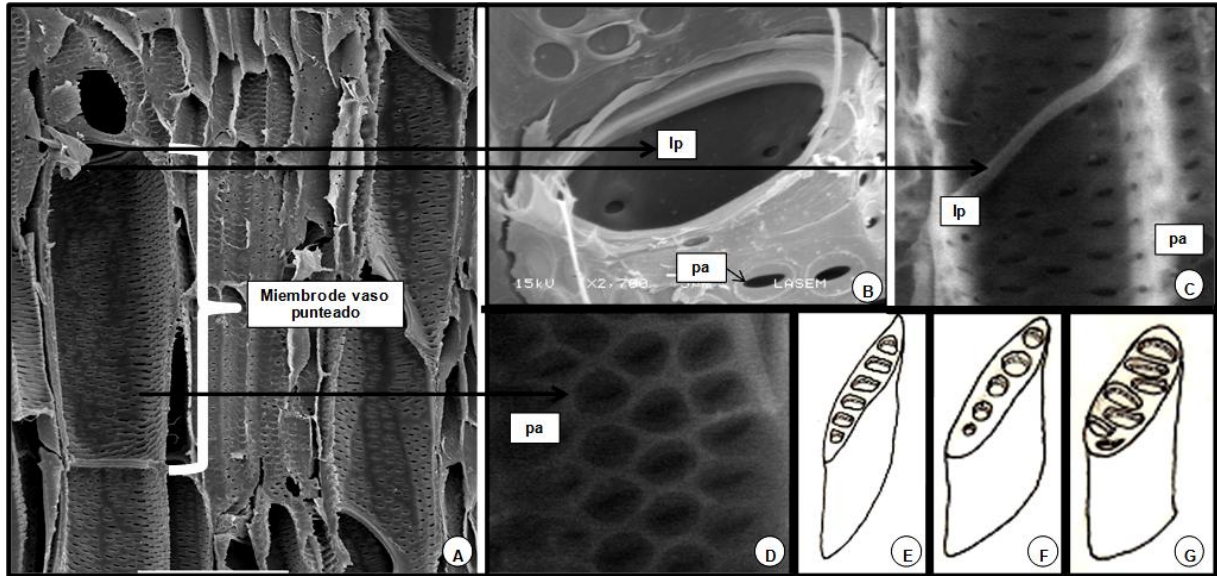 Miembrode vaso
punteado
A
lp
pa
15kV X2,700 LASEM
B
lp
pa
C
pa
D
E
F
G